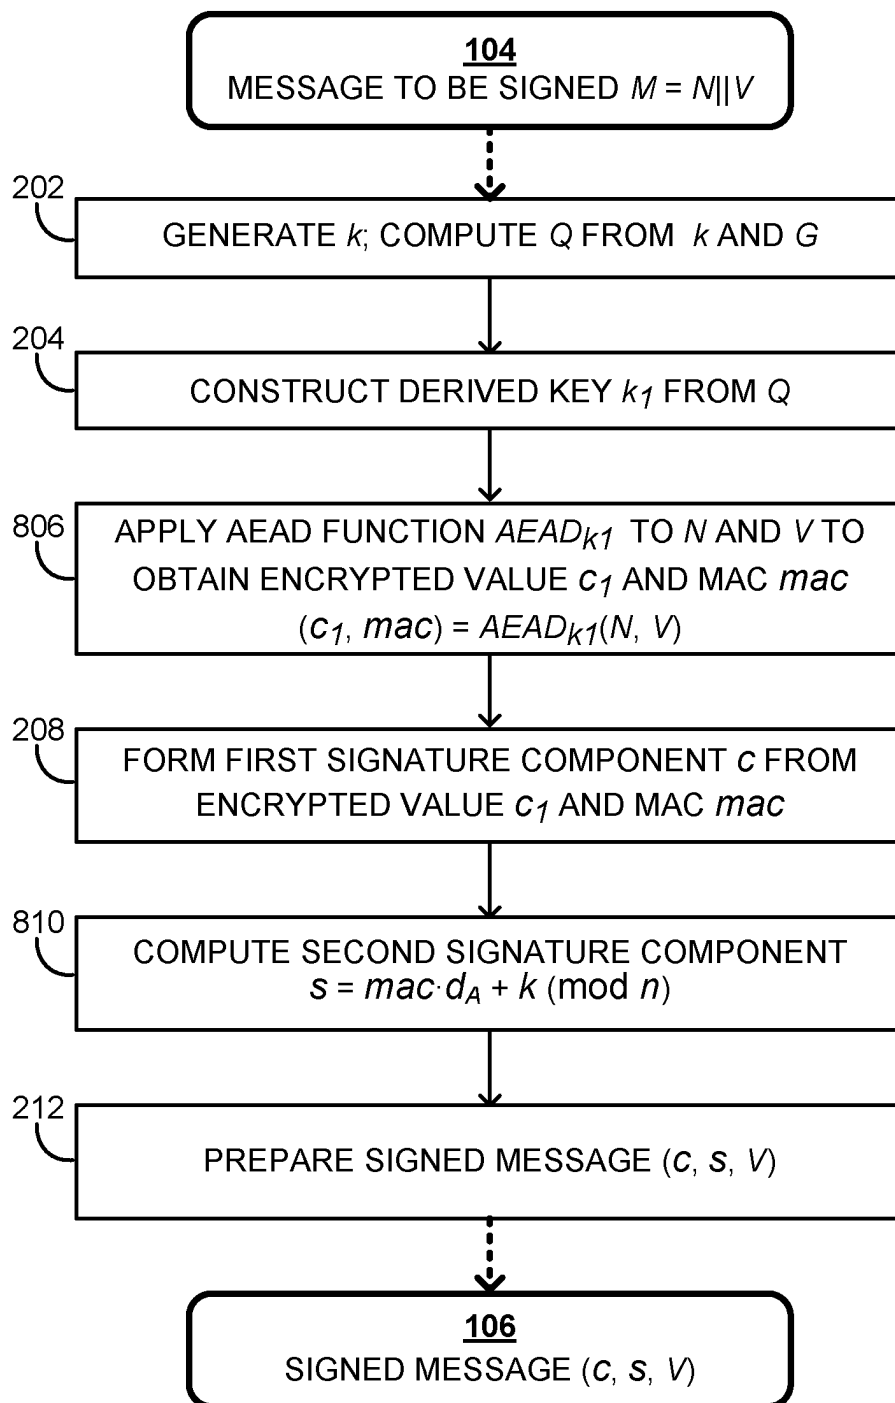 104
MESSAGE TO BE SIGNED M = N||V
202
GENERATE k; COMPUTE Q FROM k AND G
204
CONSTRUCT DERIVED KEY k1 FROM Q
806
APPLY AEAD FUNCTION AEADk1 TO N AND V TO
OBTAIN ENCRYPTED VALUE c1 AND MAC mac
(c1, mac) = AEADk1(N, V)
208
FORM FIRST SIGNATURE COMPONENT c FROM
ENCRYPTED VALUE c1 AND MAC mac
810
COMPUTE SECOND SIGNATURE COMPONENT
s = mac·dA + k (mod n)
212
PREPARE SIGNED MESSAGE (c, s, V)
106
SIGNED MESSAGE (c, s, V)